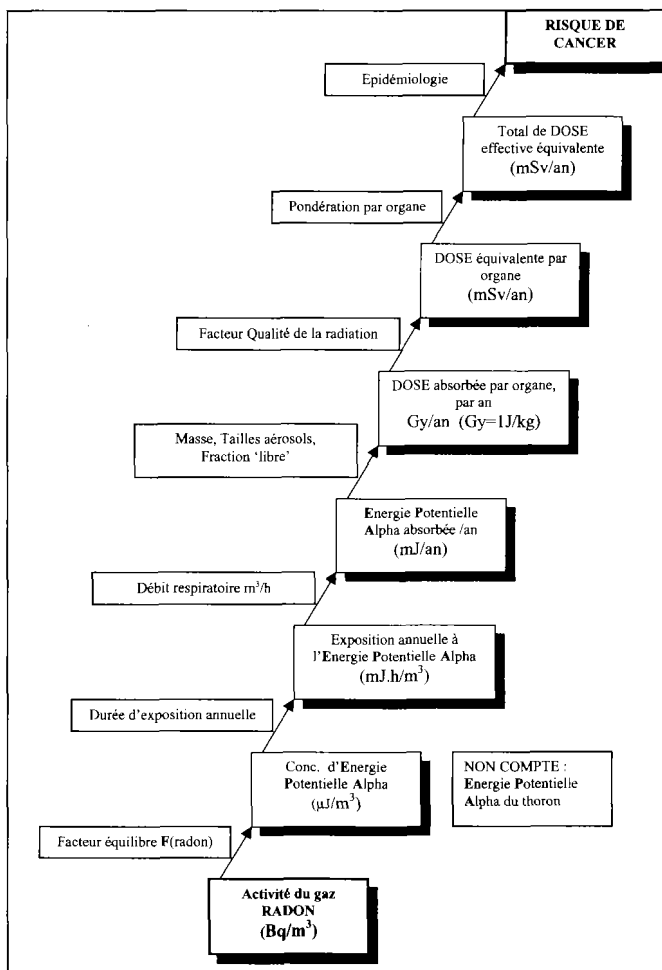 RISQUE DE
CANCER
Epidémiologie
Total de DOSE
effective équivalente
(mSv/an)
Pondération par organe
DOSE équivalente par
organe
(mSv/an)
Facteur Qualité de la radiation
DOSE absorbée par organe,
par an
Gy/an (Gy=1J/kg)
Masse, Tailles aérosols,
Fraction 'libre'
Energie Potentielle
Alpha absorbée /an
(mJ/an)
Débit respiratoire m³/h
Exposition annuelle à
l'Energie Potentielle Alpha
(mJ.h/m³)
Durée d'exposition annuelle
Conc. d'Energie
Potentielle Alpha
(µJ/m³)
NON COMPTE :
Energie Potentielle
Alpha du thoron
Facteur équilibre F(radon)
Activité du gaz
RADON
(Bq/m³)